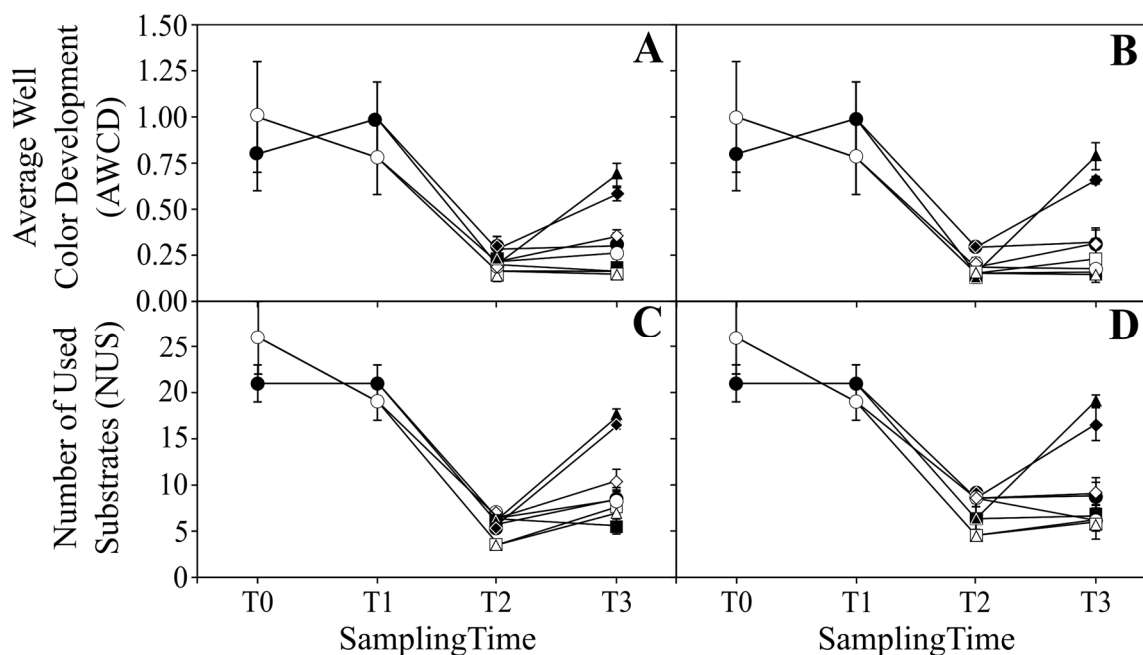 Average Well
Color Development
(AWCD)
1.50
1.25
1.00
0.75
0.50
0.25
0.00
A
B
Number of Used
Substrates (NUS)
25
20
15
10
5
0
C
D
T0 T1 T2 T3
SamplingTime
T0 T1 T2 T3
SamplingTime